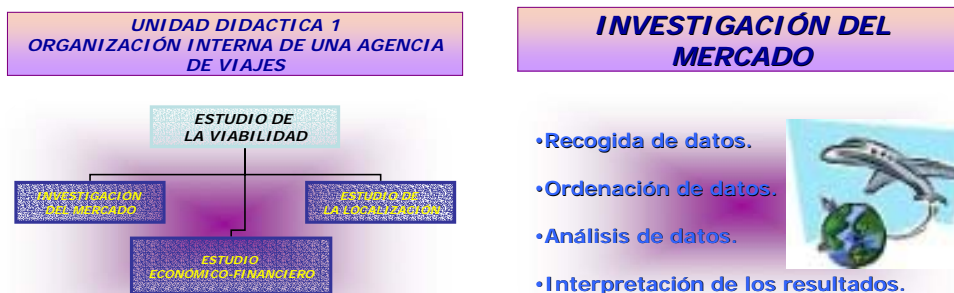 UNIDAD DIDACTICA 1
ORGANIZACIÓN INTERNA DE UNA AGENCIA
DE VIAJES
ESTUDIO DE
LA VIABILIDAD
INVESTIGACIÓN
DEL MERCADO
ESTUDIO DE
LA LOCALIZACIÓN
ESTUDIO
ECONÓMICO-FINANCIERO
INVESTIGACIÓN DEL
MERCADO
•Recogida de datos.
•Ordenación de datos.
•Análisis de datos.
•Interpretación de los resultados.